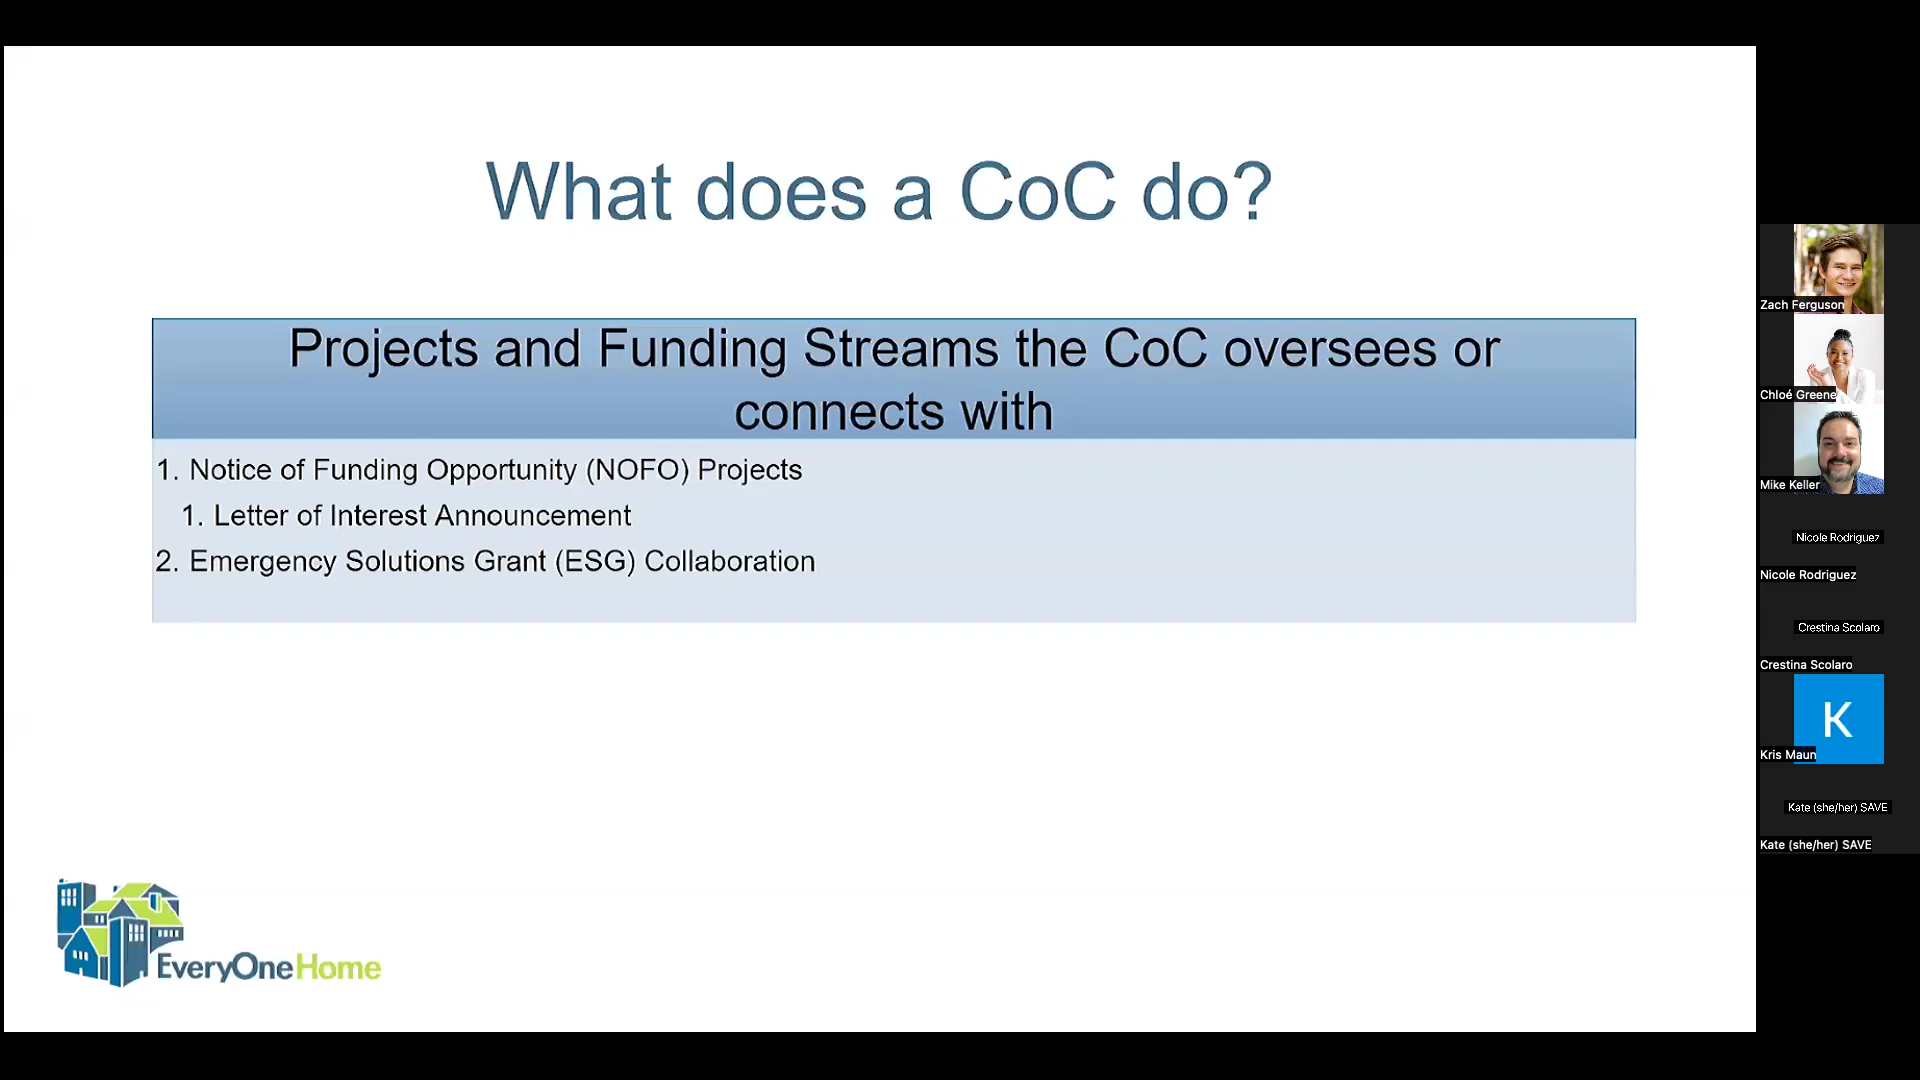 What does a CoC do?
Projects and Funding Streams the CoC oversees or
connects with
1. Notice of Funding Opportunity (NOFO) Projects
1. Letter of Interest Announcement
2. Emergency Solutions Grant (ESG) Collaboration
EveryOneHome
Zach Ferguson
Chloé Greene
Mike Keller
Nicole Rodriguez
Nicole Rodriguez
Crestina Scolaro
Crestina Scolaro
K
Kris Maun
Kate (she/her) SAVE
Kate (she/her) SAVE